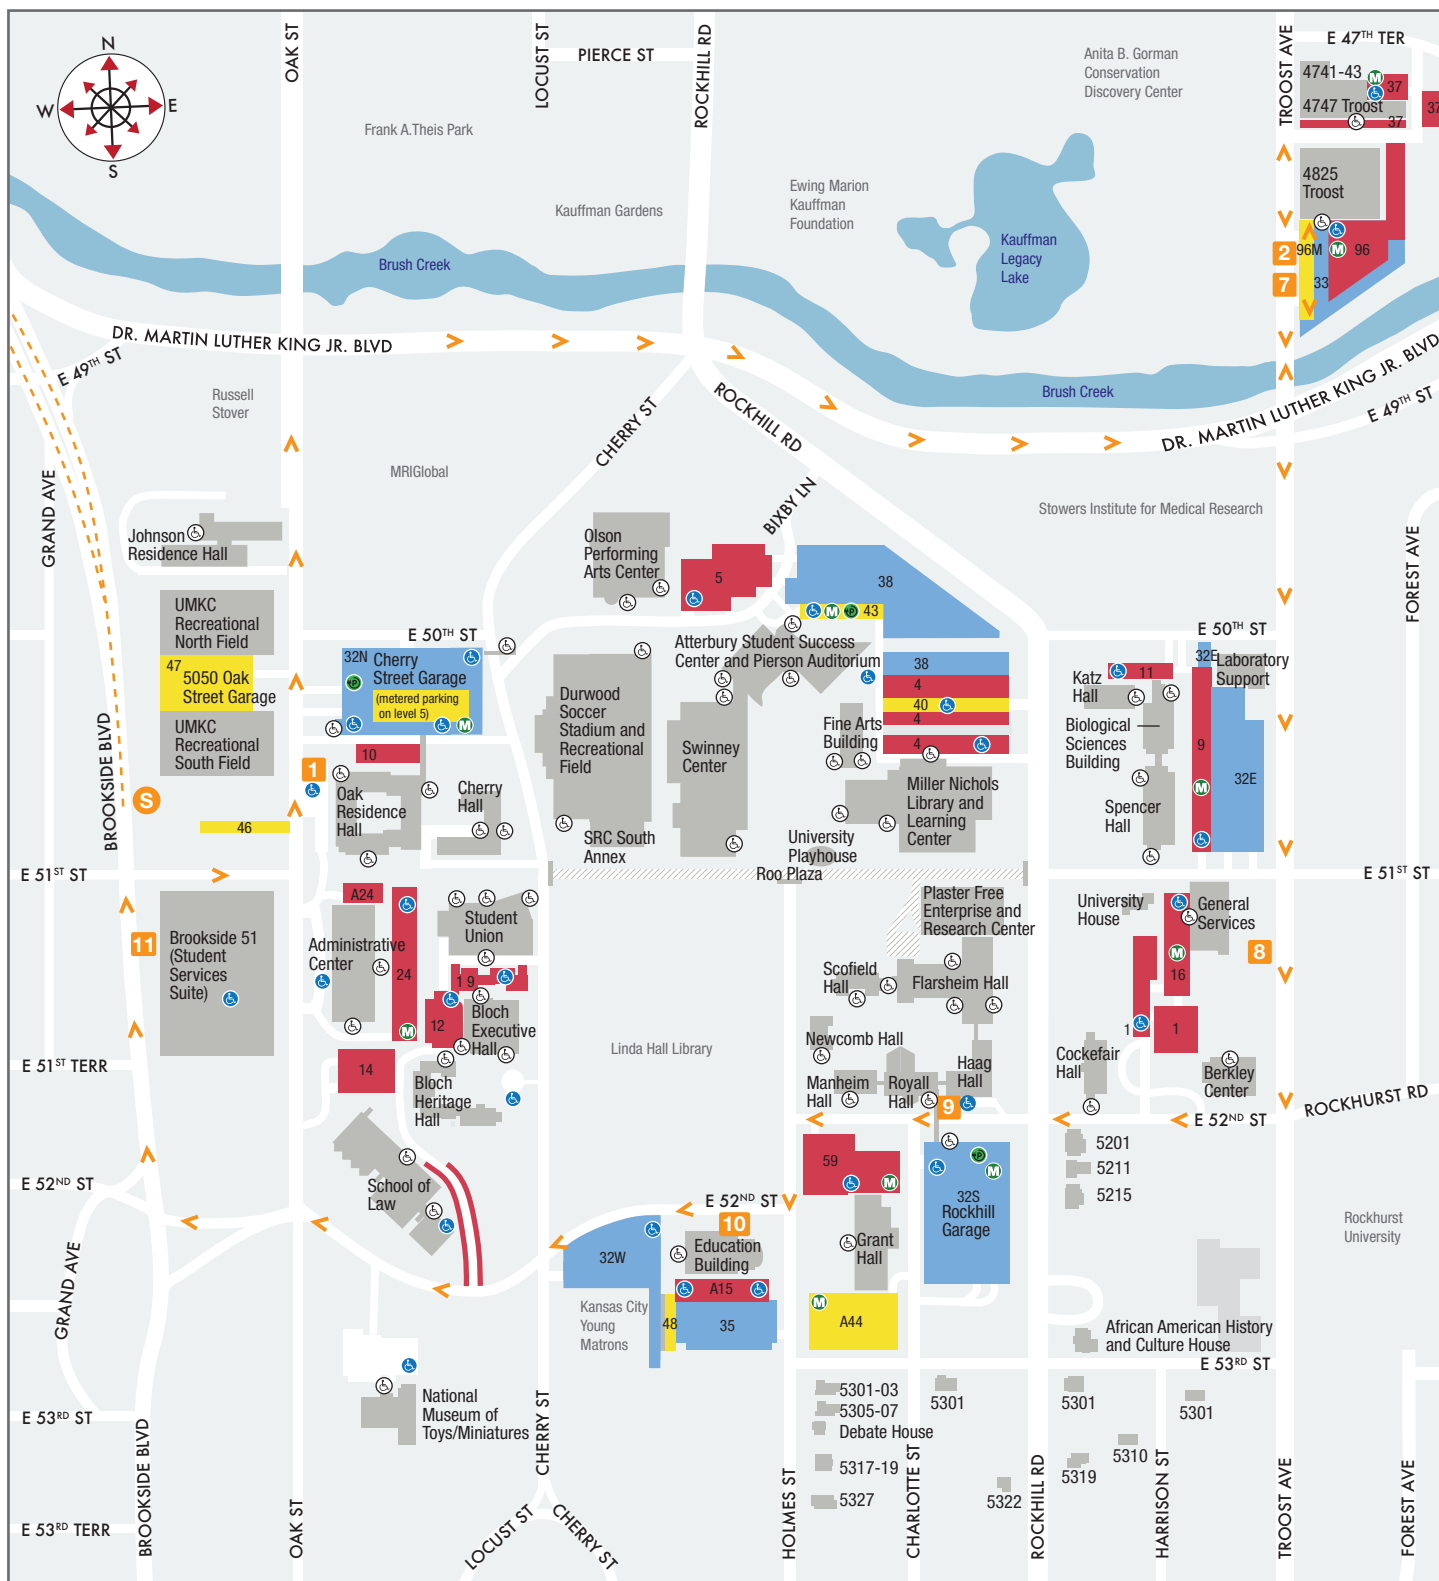 N
W
E
S
OAK ST
LOCUST ST
PIERCE ST
ROCKHILL RD
Anita B. Gorman
Conservation
Discovery Center
TROOST AVE
E 47TH TER
4741-43
M
37
37
4747 Troost
37
Frank A.Theis Park
Kauffman Gardens
Ewing Marion
Kauffman
Foundation
Kauffman
Legacy
Lake
4825
Troost
2
96M
M
96
7
33
Brush Creek
DR. MARTIN LUTHER KING JR. BLVD
E 49TH ST
Russell
Stover
CHERRY ST
ROCKHILL RD
Brush Creek
DR. MARTIN LUTHER KING JR. BLVD
E 49TH ST
GRAND AVE
MRIGlobal
BIXBY LN
Stowers Institute for Medical Research
FOREST AVE
Johnson
Residence Hall
Olson
Performing
Arts Center
5
38
M
P
43
UMKC
Recreational
North Field
E 50TH ST
E 50TH ST
47
5050 Oak
Street Garage
32N
Cherry
Street Garage
P
(metered parking
on level 5)
M
Atterbury Student Success
Center and Pierson Auditorium
38
4
40
4
4
32E
Laboratory
Support
Katz
Hall
11
UMKC
Recreational
South Field
Durwood
Soccer
Stadium and
Recreational
Field
Swinney
Center
Fine Arts
Building
Biological
Sciences
Building
9
M
32E
BROOKSIDE BLVD
S
10
1
Oak
Residence
Hall
Cherry
Hall
Miller Nichols
Library and
Learning
Center
Spencer
Hall
46
SRC South
Annex
University
Playhouse
Roo Plaza
E 51ST ST
E 51ST ST
A24
Student
Union
Plaster Free
Enterprise and
Research Center
University
House
General
Services
11
Brookside 51
(Student
Services
Suite)
Administrative
Center
24
M
1 9
12
Bloch
Executive
Hall
Scofield
Hall
Flarsheim Hall
M
16
8
1
1
Newcomb Hall
Linda Hall Library
Cockefair
Hall
Berkley
Center
E 51ST TERR
14
Bloch
Heritage
Hall
Manheim
Hall
Royall
Hall
Haag
Hall
9
E 52ND ST
ROCKHURST RD
5201
5211
5215
E 52ND ST
School of
Law
59
M
P
M
32S
Rockhill
Garage
E 52ND ST
10
Education
Building
Grant
Hall
Rockhurst
University
GRAND AVE
32W
A15
Kansas City
Young
Matrons
48
35
M
A44
African American History
and Culture House
E 53RD ST
National
Museum of
Toys/Miniatures
5301-03
5305-07
Debate House
5317-19
5327
5301
5301
5301
5310
5319
5322
E 53RD ST
BROOKSIDE BLVD
E 53RD TERR
OAK ST
LOCUST ST
CHERRY ST
CHERRY ST
HOLMES ST
CHARLOTTE ST
ROCKHILL RD
HARRISON ST
TROOST AVE
FOREST AVE